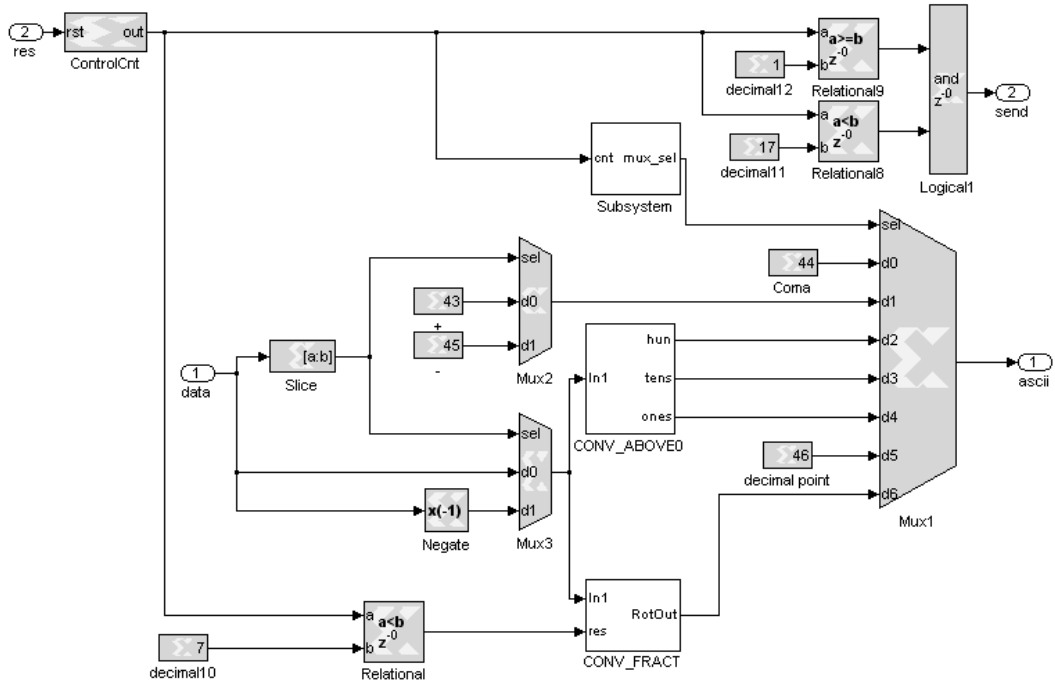 2
res
rst out
ControlCnt
1
decimal12
a
b
a>=b
z-0
Relational9
17
decimal11
a
b
a<b
z-0
Relational8
and
z-0
Logical1
2
send
cnt mux_sel
Subsystem
sel
d0
d1
d2
d3
d4
d5
d6
Mux1
44
Coma
1
ascii
43
+
45
-
sel
d0
d1
Mux2
[a:b]
Slice
1
data
In1
hun
tens
ones
CONV_ABOVE0
46
decimal point
sel
d0
d1
Mux3
x(-1)
Negate
7
decimal10
a
b
a<b
z-0
Relational
In1
res
RotOut
CONV_FRACT